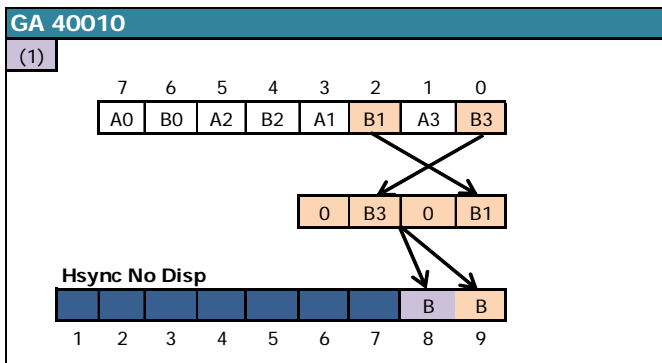 GA 40010
(1)
7 6 5 4 3 2 1 0
A0 B0 A2 B2 A1 B1 A3 B3
0 B3 0 B1
Hsync No Disp
B B
1 2 3 4 5 6 7 8 9